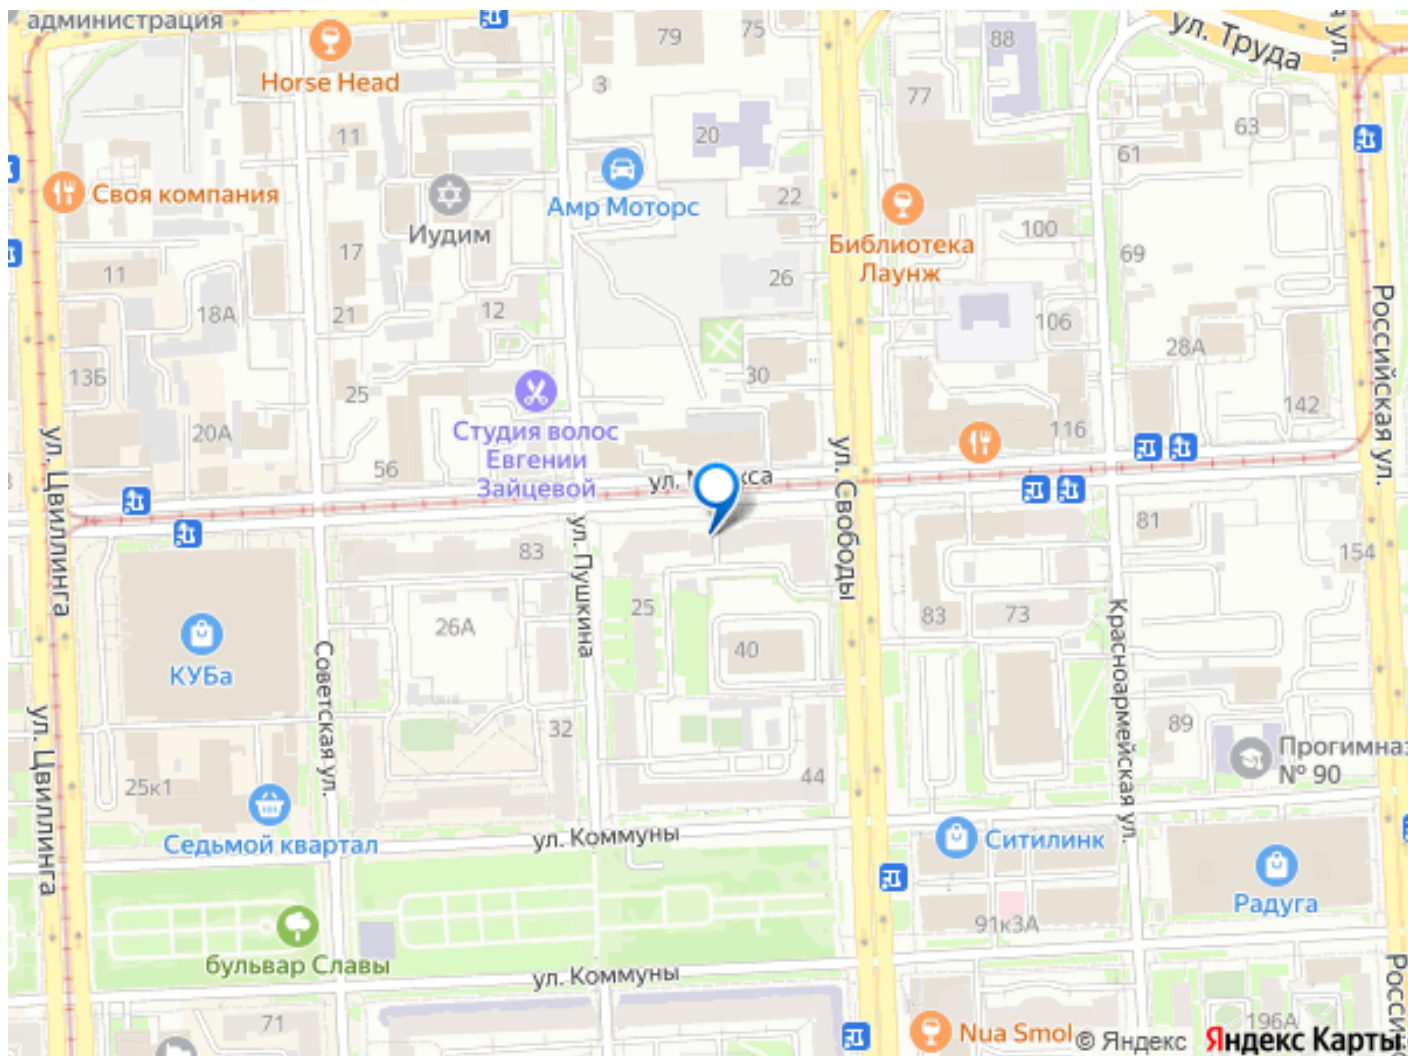 администрация
Horse Head
79
75
88
ул. Труда
а ул.
3
77
11
20
63
61
Своя компания
Амр Моторс
22
Иудим
Библиотека
Лаунж
100
69
17
11
26
18А
21
12
106
28А
Российская ул.
13Б
30
25
142
20А
Студия волос
Евгении
Зайцевой
116
ул. Цвиллинга
56
ул.
кса
ул. Свободы
83
ул. Пушкина
81
154
25
26А
83
73
40
КУБа
Советская ул.
Красноармейская ул.
ул. Цвиллинга
32
89
Прогимназ
№ 90
25к1
44
Седьмой квартал
ул. Коммуны
Ситилинк
Радуга
91к3А
бульвар Славы
ул. Коммуны
Росси
71
196А
Nua Smol
© Яндекс
Яндекс Карты